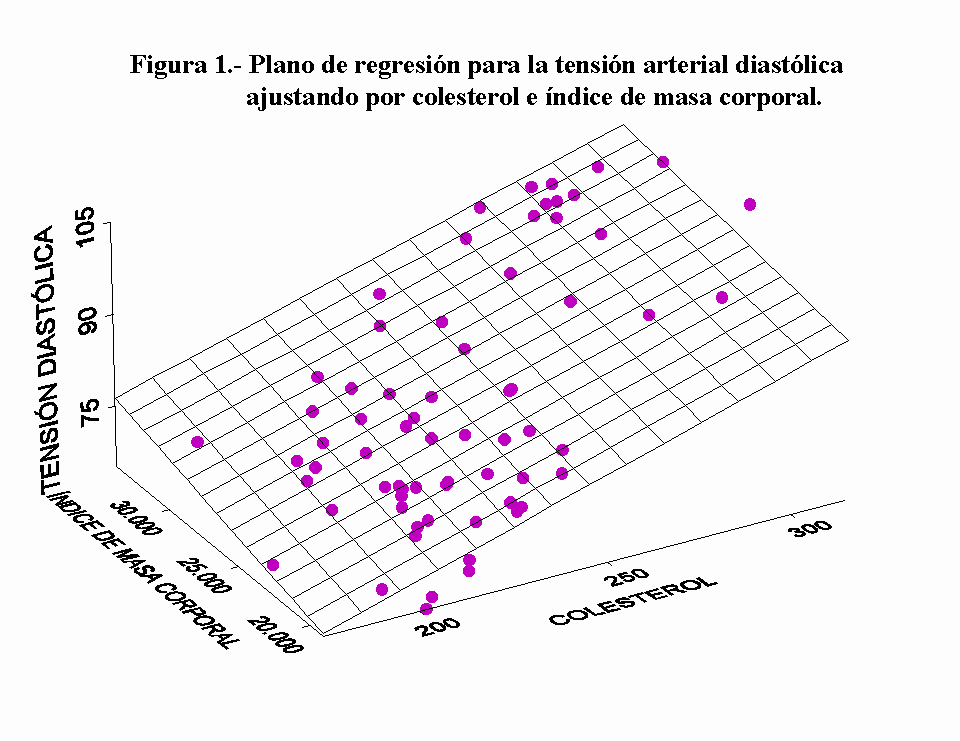 Figura 1.- Plano de regresión para la tensión arterial diastólica
ajustando por colesterol e índice de masa corporal.
TENSIÓN DIASTÓLICA
105
90
75
INDICE DE MASA CORPORAL
30.000
25.000
20.000
COLESTEROL
200
250
300